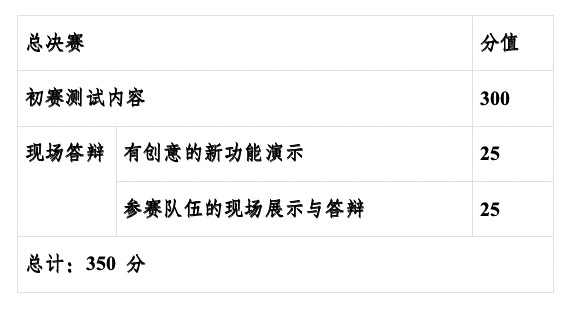 总决赛 分值
初赛测试内容 300
现场答辩 有创意的新功能演示 25
参赛队伍的现场展示与答辩 25
总计：350 分